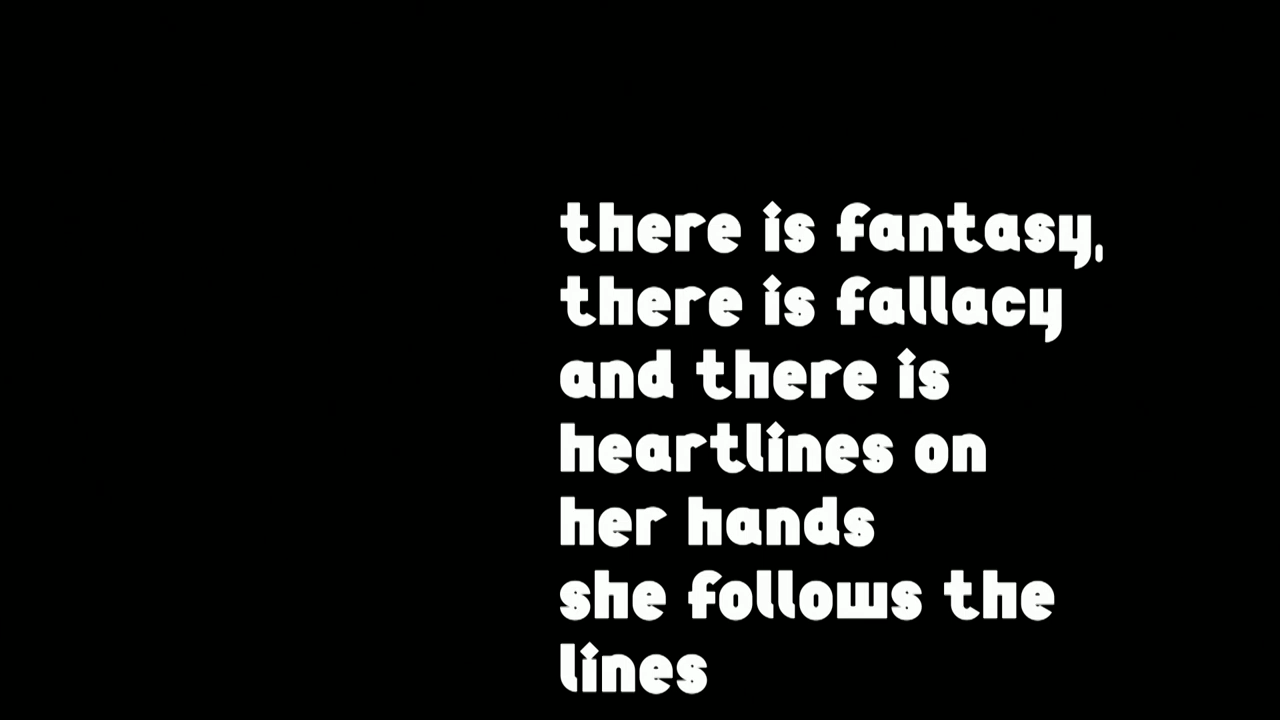 there is fantasy,
there is fallacy
and there is
heartlines on
her hands
she follows the
lines